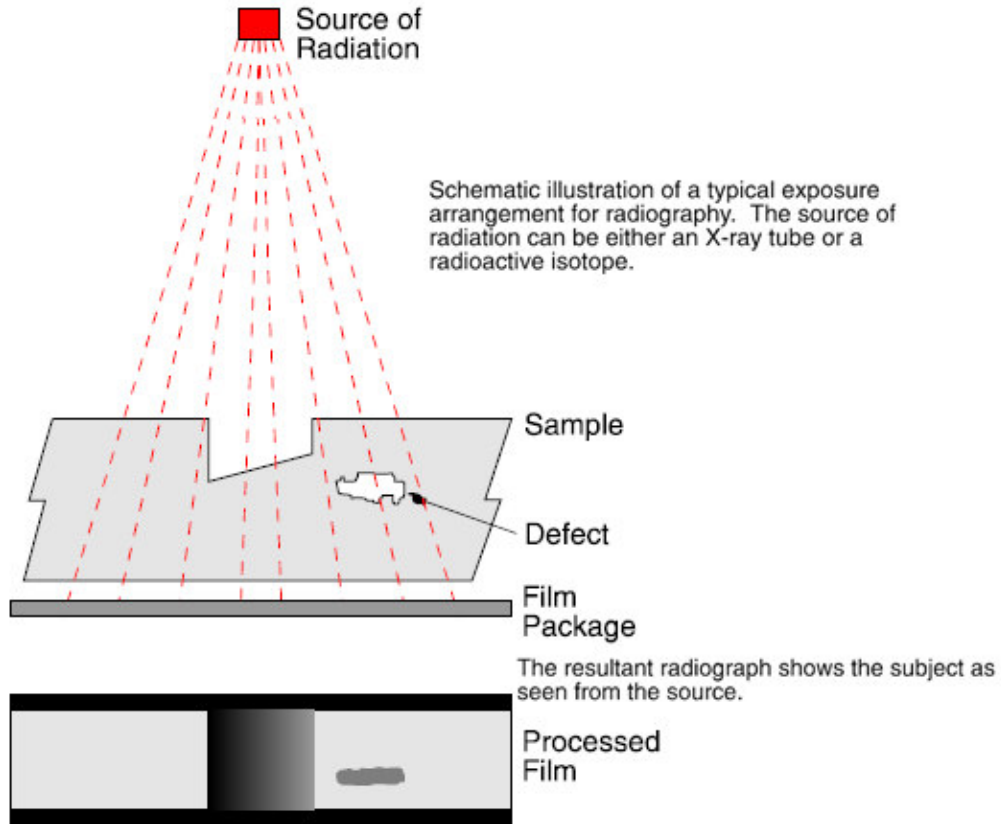 Source of
Radiation
Schematic illustration of a typical exposure
arrangement for radiography.  The source of
radiation can be either an X-ray tube or a
radioactive isotope.
Sample
Defect
Film
Package
The resultant radiograph shows the subject as
seen from the source.
Processed
Film